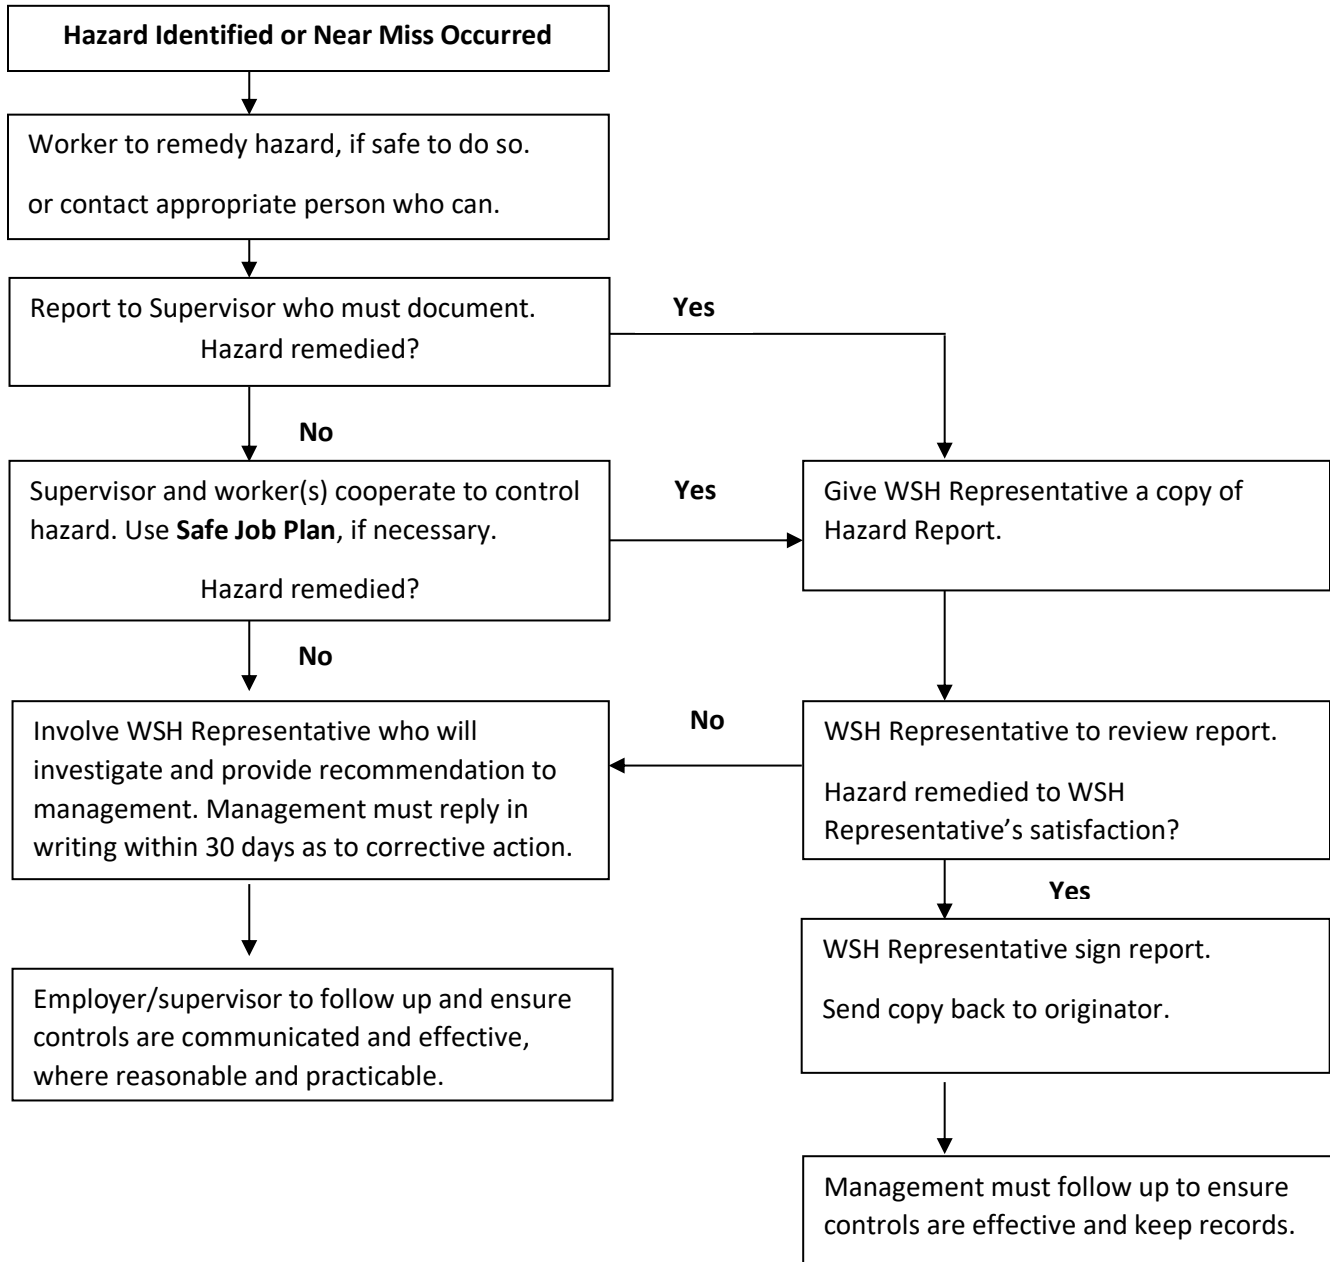 Hazard Identified or Near Miss Occurred
Worker to remedy hazard, if safe to do so.
or contact appropriate person who can.
Report to Supervisor who must document.
Hazard remedied?
Yes
No
Supervisor and worker(s) cooperate to control
hazard. Use Safe Job Plan, if necessary.
Hazard remedied?
Yes
Give WSH Representative a copy of
Hazard Report.
No
Involve WSH Representative who will
investigate and provide recommendation to
management. Management must reply in
writing within 30 days as to corrective action.
No
WSH Representative to review report.
Hazard remedied to WSH
Representative’s satisfaction?
Yes
Employer/supervisor to follow up and ensure
controls are communicated and effective,
where reasonable and practicable.
WSH Representative sign report.
Send copy back to originator.
Management must follow up to ensure
controls are effective and keep records.